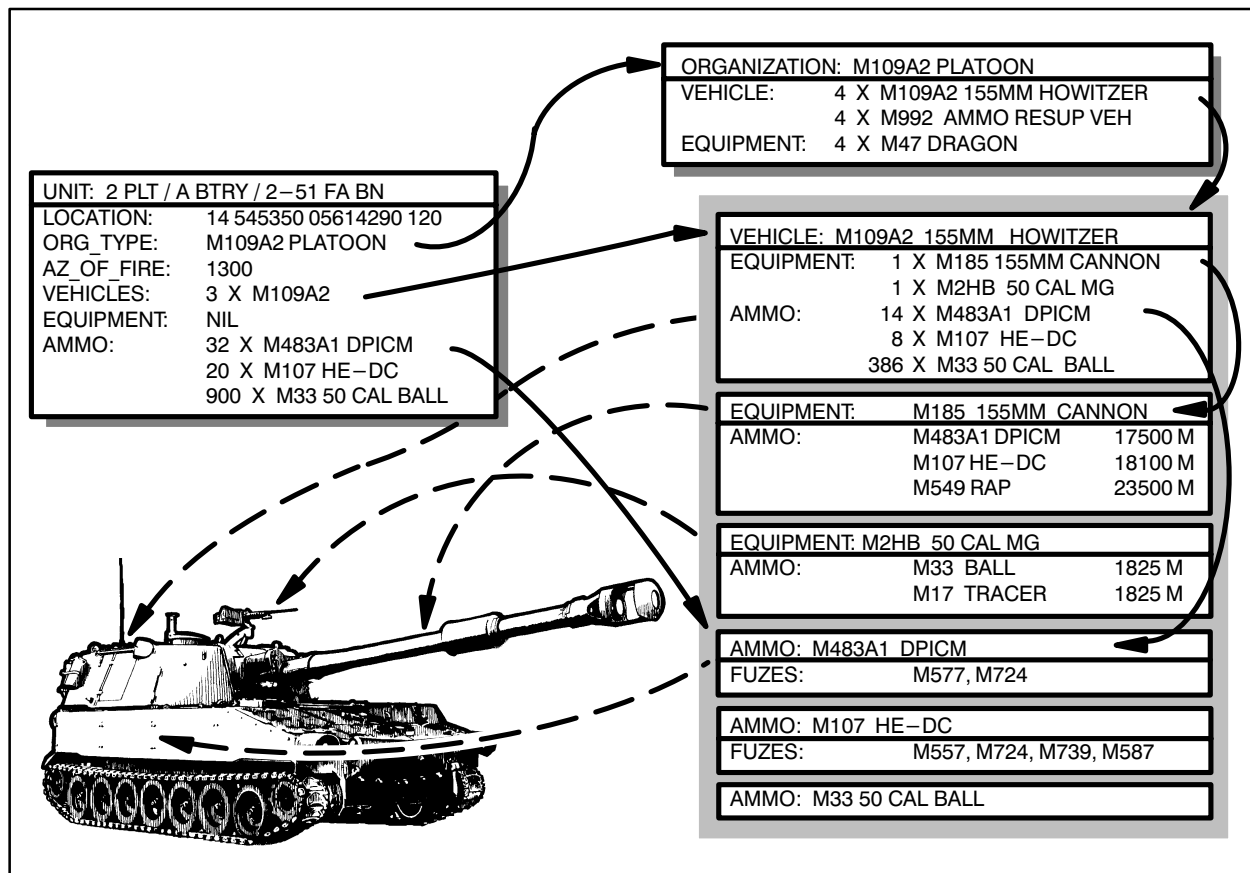 ORGANIZATION: M109A2 PLATOON
VEHICLE: 4 X M109A2 155MM HOWITZER
4 X M992 AMMO RESUP VEH
EQUIPMENT: 4 X M47 DRAGON
UNIT: 2 PLT / A BTRY / 2−51 FA BN
LOCATION: 14 545350 05614290 120
ORG_TYPE: M109A2 PLATOON
AZ_OF_FIRE: 1300
VEHICLES: 3 X M109A2
EQUIPMENT: NIL
AMMO: 32 X M483A1 DPICM
20 X M107 HE−DC
900 X M33 50 CAL BALL
VEHICLE: M109A2 155MM HOWITZER
EQUIPMENT: 1 X M185 155MM CANNON
1 X M2HB 50 CAL MG
AMMO: 14 X M483A1 DPICM
8 X M107 HE−DC
386 X M33 50 CAL BALL
EQUIPMENT: M185 155MM CANNON
AMMO: M483A1 DPICM 17500 M
M107 HE−DC 18100 M
M549 RAP 23500 M
EQUIPMENT: M2HB 50 CAL MG
AMMO: M33 BALL 1825 M
M17 TRACER 1825 M
AMMO: M483A1 DPICM
FUZES: M577, M724
AMMO: M107 HE−DC
FUZES: M557, M724, M739, M587
AMMO: M33 50 CAL BALL